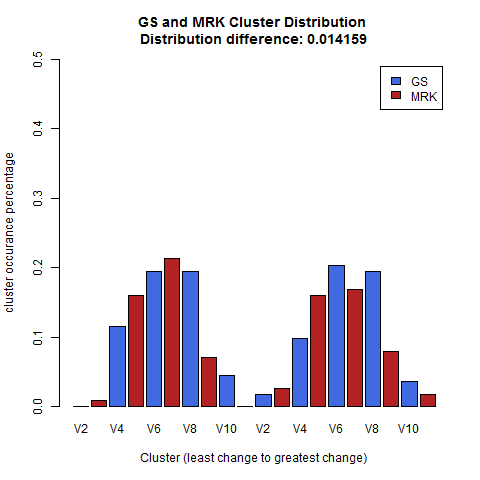 GS and MRK Cluster Distribution
Distribution difference: 0.014159
GS
MRK
cluster occurance percentage
0.5
0.4
0.3
0.2
0.1
0.0
V2 V4 V6 V8 V10 V2 V4 V6 V8 V10
Cluster (least change to greatest change)